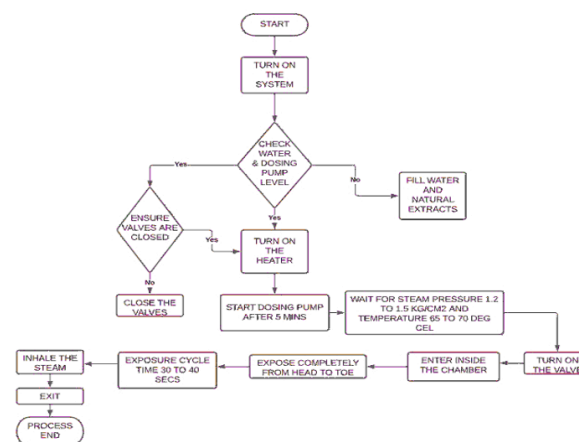 START
TURN ON
THE
SYSTEM
CHECK
WATER
& DOSING
PUMP
LEVEL
Yes
No
FILL WATER
AND
NATURAL
EXTRACTS
ENSURE
VALVES ARE
CLOSED
Yes
Yes
TURN ON
THE
HEATER
No
CLOSE THE
VALVES
START DOSING PUMP
AFTER 5 MINS
WAIT FOR STEAM PRESSURE 1.2
TO 1.5 KG/CM2 AND
TEMPERATURE 65 TO 70 DEG
CEL
TURN ON
THE VALVE
ENTER INSIDE
THE CHAMBER
EXPOSE COMPLETELY
FROM HEAD TO TOE
EXPOSURE CYCLE
TIME 30 TO 40
SECS
INHALE THE
STEAM
EXIT
PROCESS
END